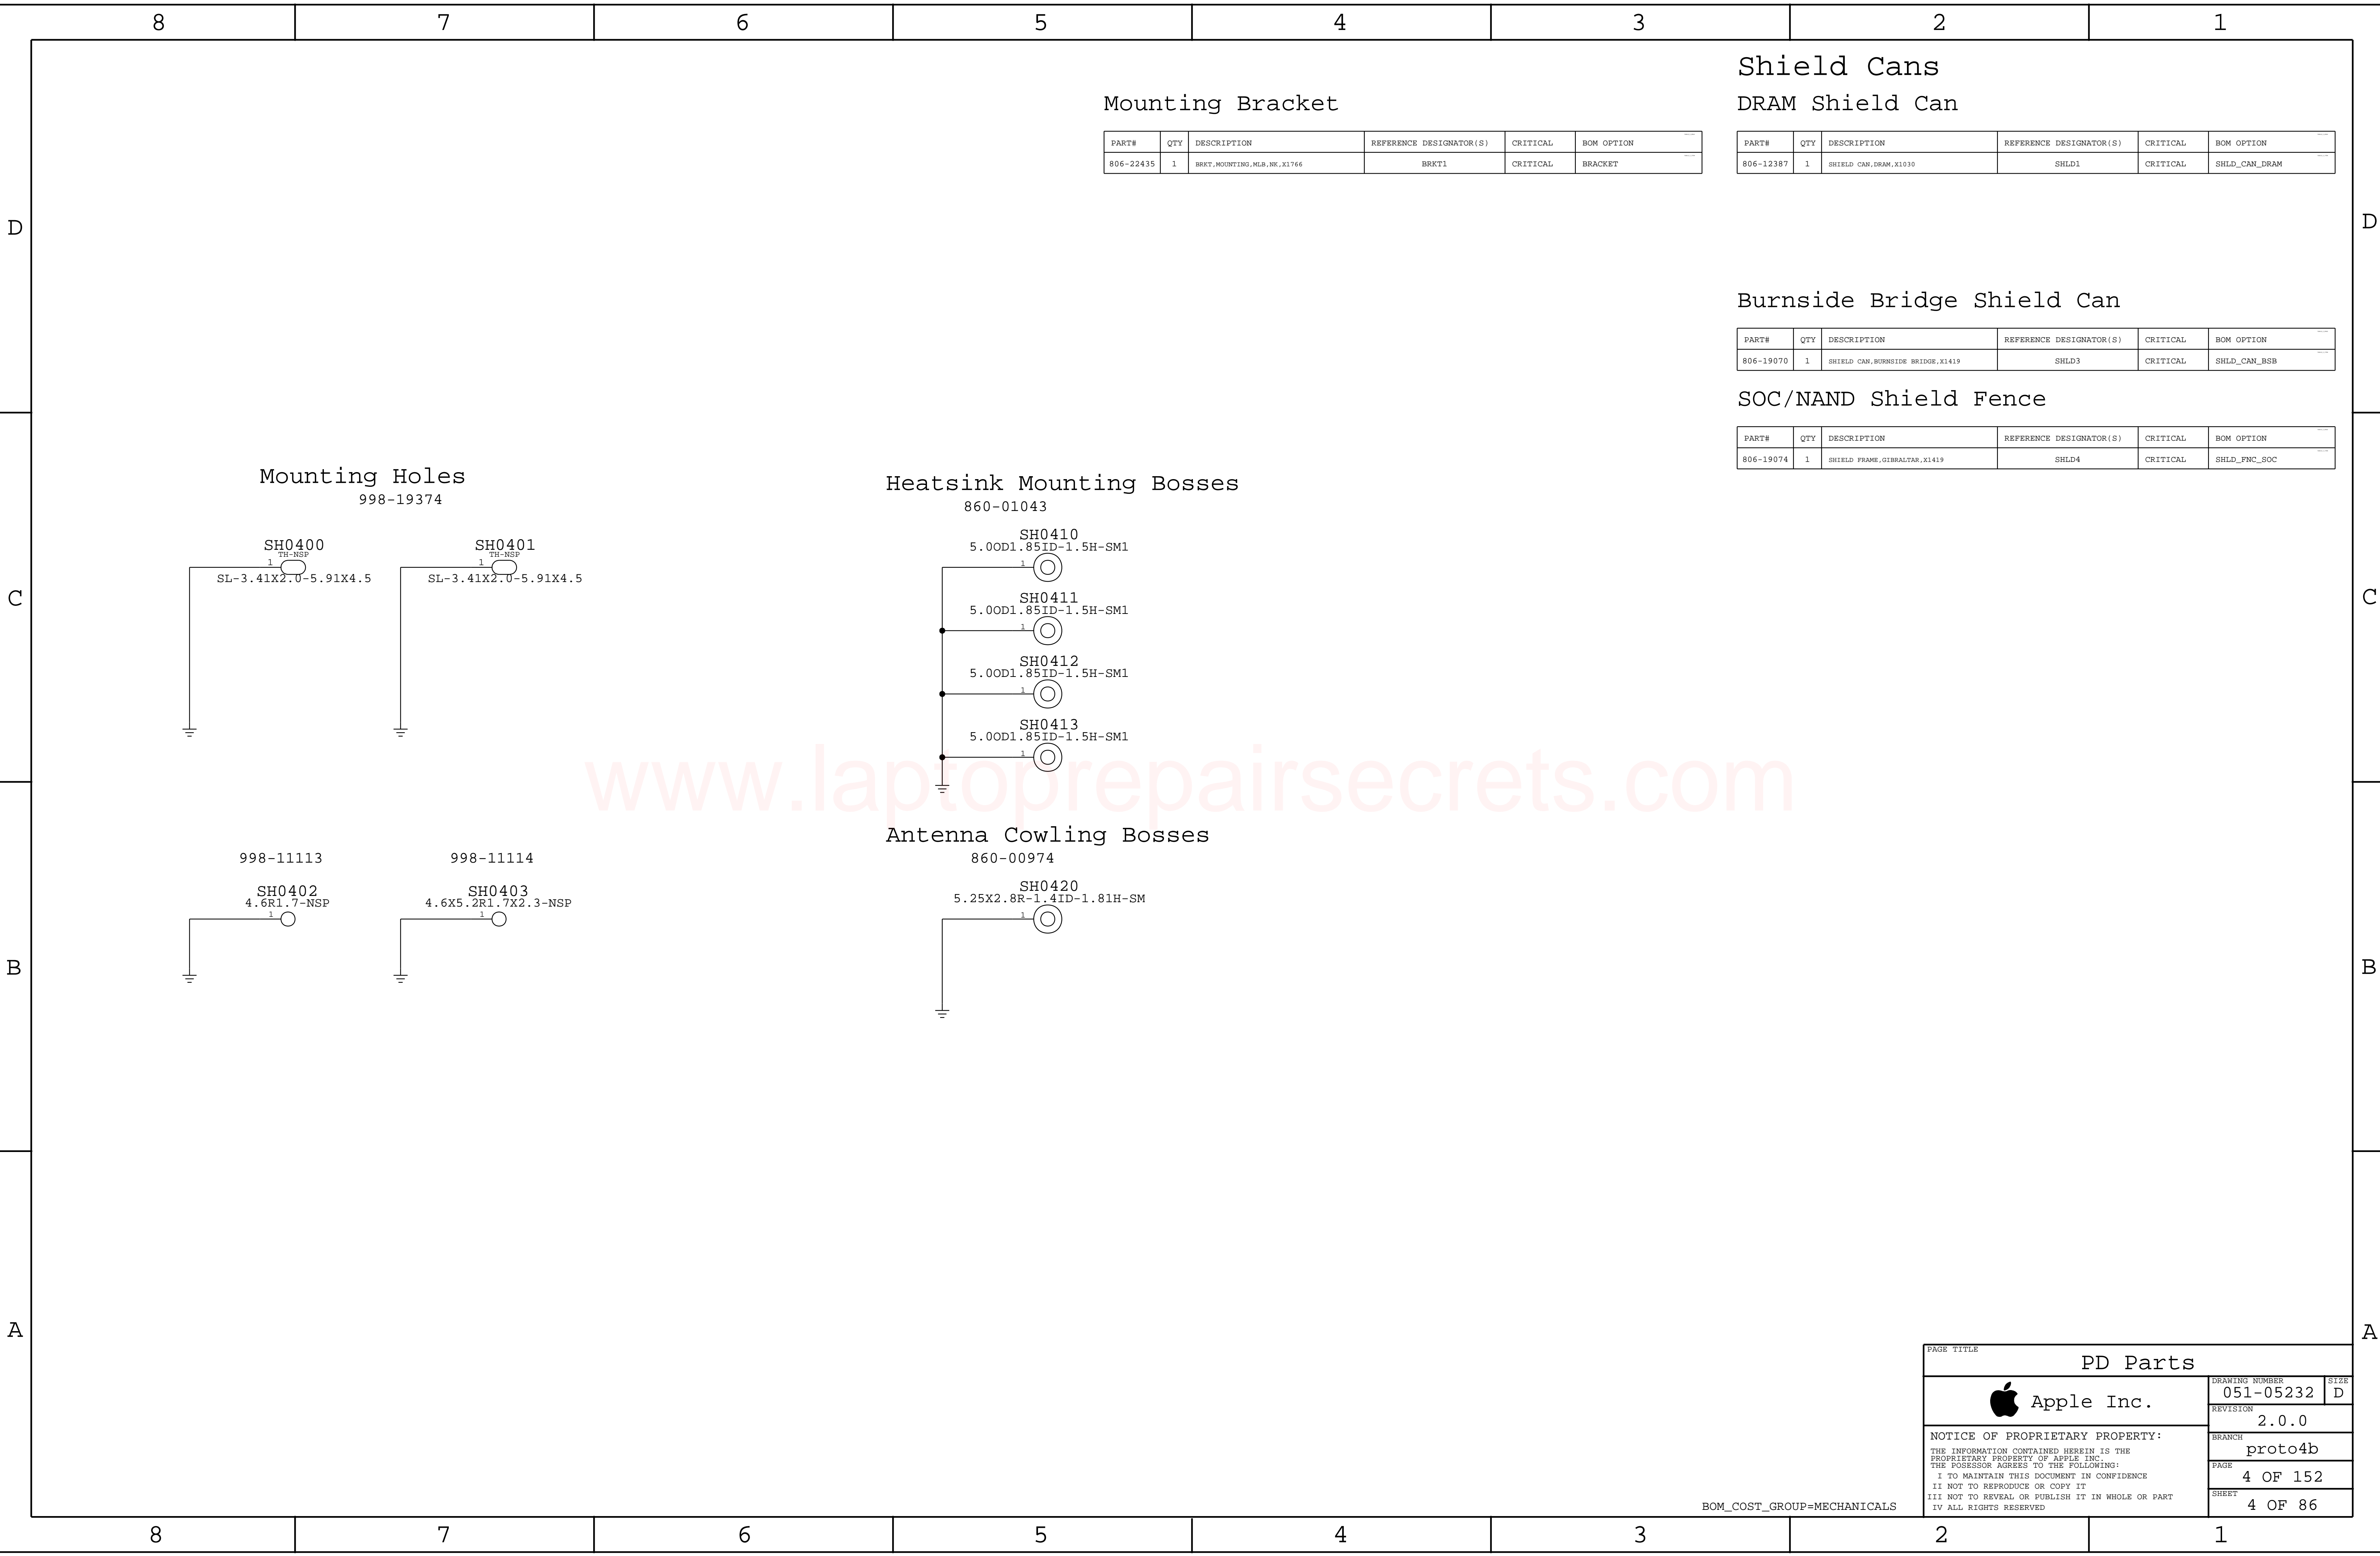 8 7 6 5 4 3 2 1
Shield Cans
Mounting Bracket
PART# QTY DESCRIPTION REFERENCE DESIGNATOR(S) CRITICAL BOM OPTION
806-22435 1 BRKT,MOUNTING,MLB,NK,X1766 BRKT1 CRITICAL BRACKET
DRAM Shield Can
PART# QTY DESCRIPTION REFERENCE DESIGNATOR(S) CRITICAL BOM OPTION
806-12387 1 SHIELD CAN,DRAM,X1030 SHLD1 CRITICAL SHLD_CAN_DRAM
D D
Burnside Bridge Shield Can
PART# QTY DESCRIPTION REFERENCE DESIGNATOR(S) CRITICAL BOM OPTION
806-19070 1 SHIELD CAN,BURNSIDE BRIDGE,X1419 SHLD3 CRITICAL SHLD_CAN_BSB
SOC/NAND Shield Fence
PART# QTY DESCRIPTION REFERENCE DESIGNATOR(S) CRITICAL BOM OPTION
806-19074 1 SHIELD FRAME,GIBRALTAR,X1419 SHLD4 CRITICAL SHLD_FNC_SOC
Mounting Holes
998-19374
SH0400
TH-NSP
1
SL-3.41X2.0-5.91X4.5
SH0401
TH-NSP
1
SL-3.41X2.0-5.91X4.5
Heatsink Mounting Bosses
860-01043
SH0410
5.0OD1.85ID-1.5H-SM1
1
SH0411
5.0OD1.85ID-1.5H-SM1
1
SH0412
5.0OD1.85ID-1.5H-SM1
1
SH0413
5.0OD1.85ID-1.5H-SM1
1
C C
www.laptoprepairsecrets.com
998-11113
SH0402
4.6R1.7-NSP
1
998-11114
SH0403
4.6X5.2R1.7X2.3-NSP
1
Antenna Cowling Bosses
860-00974
SH0420
5.25X2.8R-1.4ID-1.81H-SM
1
B B
A A
PAGE TITLE
PD Parts
Apple Inc.
DRAWING NUMBER
051-05232
SIZE
D
REVISION
2.0.0
BRANCH
proto4b
PAGE
4 OF 152
SHEET
4 OF 86
NOTICE OF PROPRIETARY PROPERTY:
THE INFORMATION CONTAINED HEREIN IS THE
PROPRIETARY PROPERTY OF APPLE INC.
THE POSESSOR AGREES TO THE FOLLOWING:
I TO MAINTAIN THIS DOCUMENT IN CONFIDENCE
II NOT TO REPRODUCE OR COPY IT
III NOT TO REVEAL OR PUBLISH IT IN WHOLE OR PART
IV ALL RIGHTS RESERVED
BOM_COST_GROUP=MECHANICALS
8 7 6 5 4 3 2 1